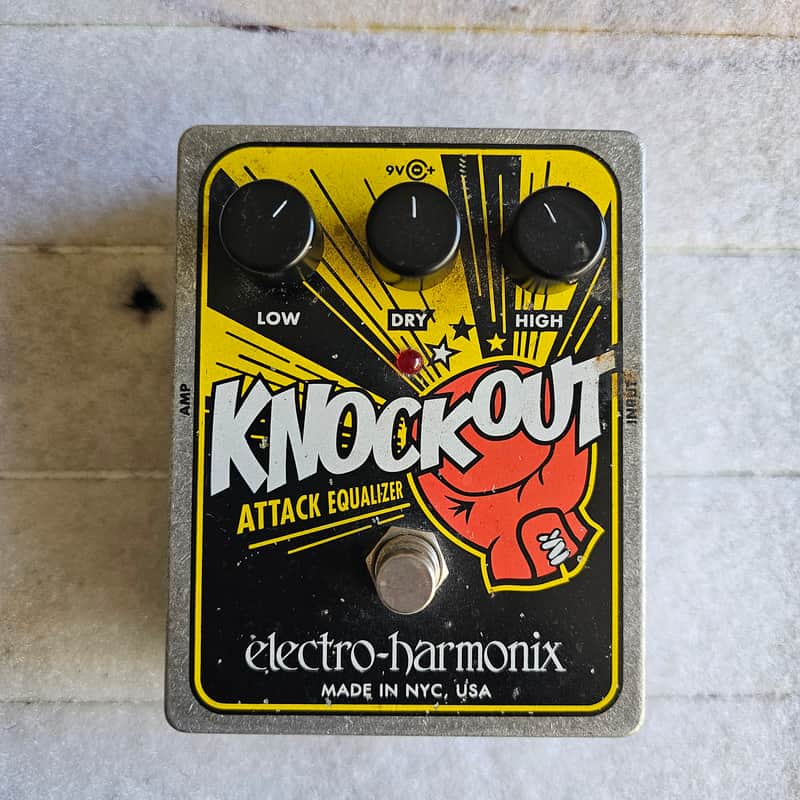 9V +
LOW DRY HIGH
AMP
INPUT
KNOCKOUT
ATTACK EQUALIZER
electro-harmonix
MADE IN NYC, USA